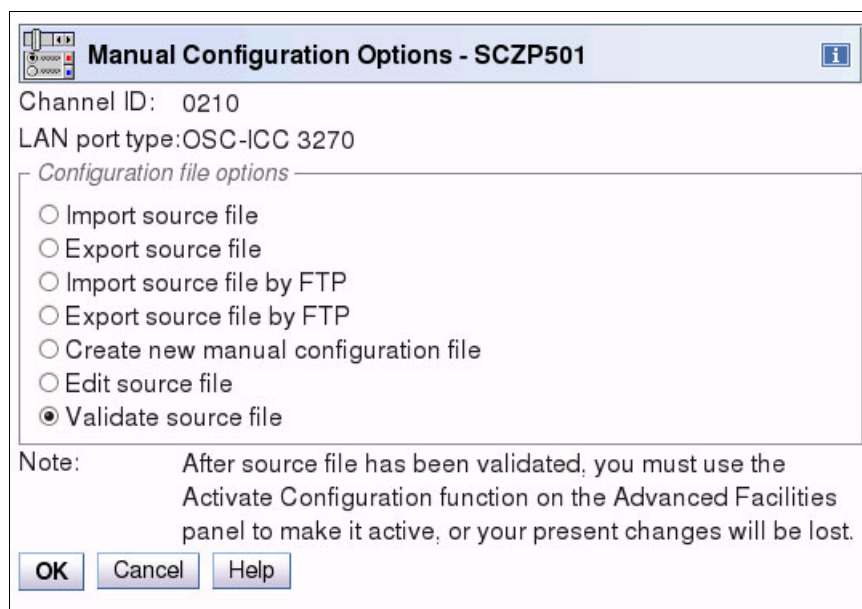 Manual Configuration Options - SCZP501
i
Channel ID: 0210
LAN port type:OSC-ICC 3270
Configuration file options
Import source file
Export source file
Import source file by FTP
Export source file by FTP
Create new manual configuration file
Edit source file
Validate source file
Note: After source file has been validated, you must use the
Activate Configuration function on the Advanced Facilities
panel to make it active, or your present changes will be lost.
OK Cancel Help